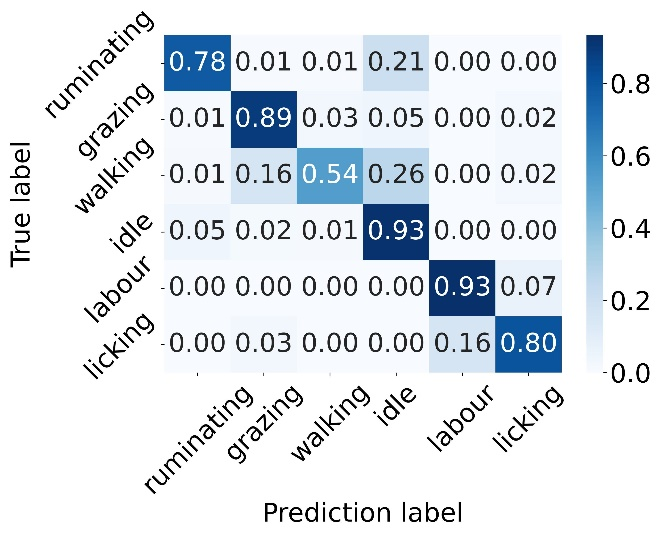 ruminating 0.78 0.01 0.01 0.21 0.00 0.00
grazing 0.01 0.89 0.03 0.05 0.00 0.02
walking 0.01 0.16 0.54 0.26 0.00 0.02
idle 0.05 0.02 0.01 0.93 0.00 0.00
labour 0.00 0.00 0.00 0.00 0.93 0.07
licking 0.00 0.03 0.00 0.00 0.16 0.80
True label
ruminating grazing walking idle labour licking
Prediction label
0.8
0.6
0.4
0.2
0.0